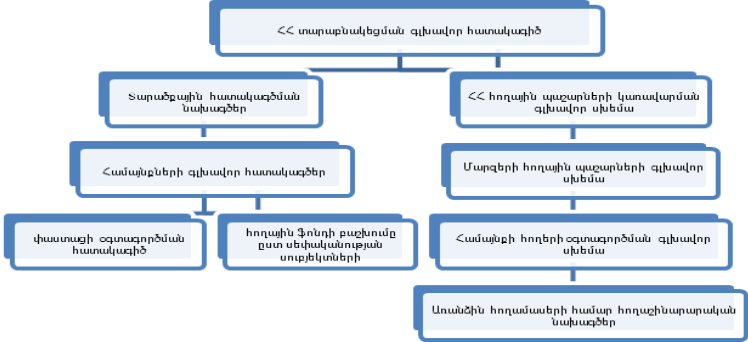 ՀՀ տարաբնակեցման գլխավոր հատակագիծ
Տարածքային հատակագծման
նախագծեր
ՀՀ հողային պաշարների կառավարման
գլխավոր սխեմա
Համայնքների գլխավոր հատակագծեր
Մարզերի հողային պաշարների գլխավոր
սխեմա
փաստացի օգտագործման
հատակագիծ
հողային ֆոնդի բաշխումը
ըստ սեփականության
սուբյեկտների
Համայնքի հողերի օգտագործման գլխավոր
սխեմա
Առանձին հողամասերի համար հողաշինարարական
նախագծեր